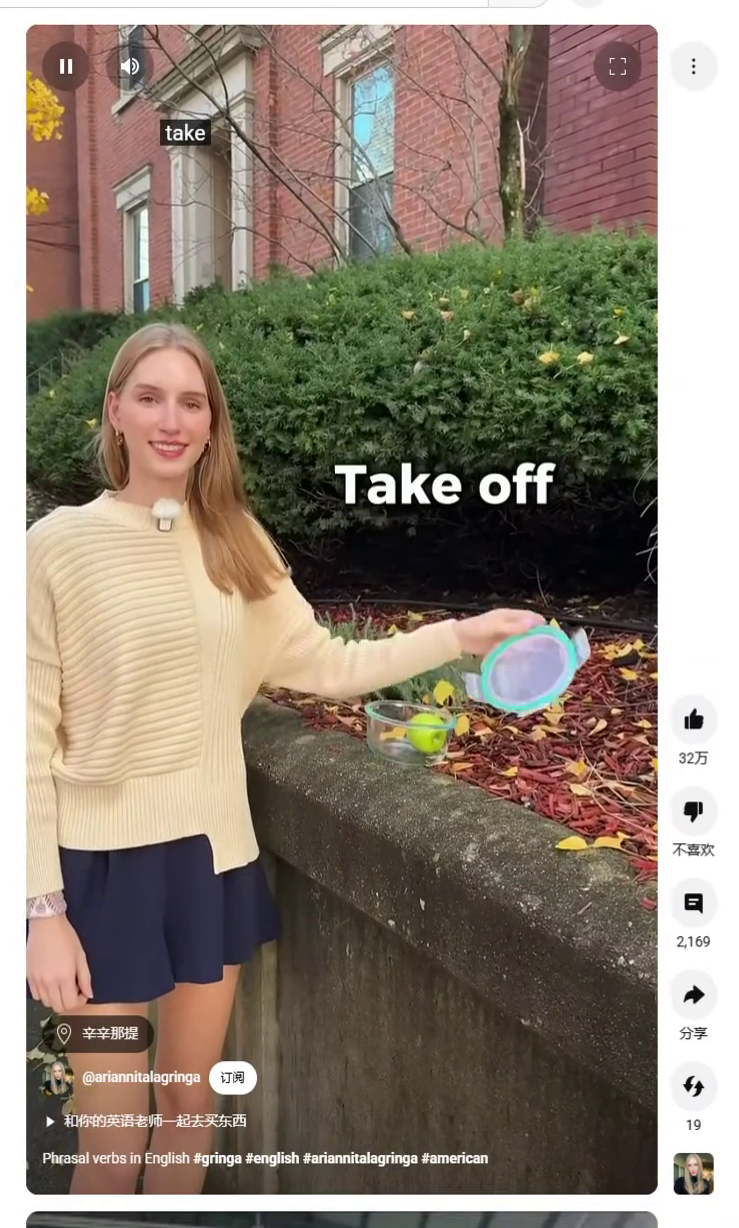 take
Take off
32万
不喜欢
2,169
分享
19
辛辛那提
@ariannitalagringa 订阅
和你的英语老师一起去买东西
Phrasal verbs in English #gringa #english #ariannitalagringa #american